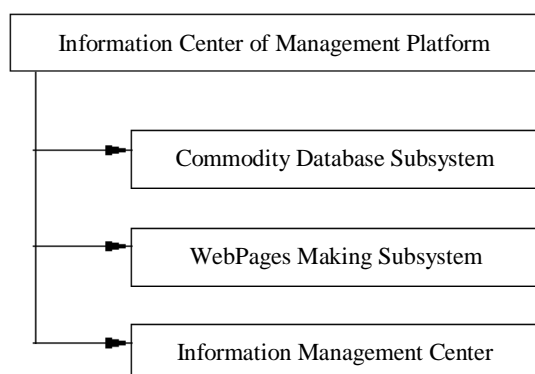 Information Center of Management Platform
Commodity Database Subsystem
WebPages Making Subsystem
Information Management Center